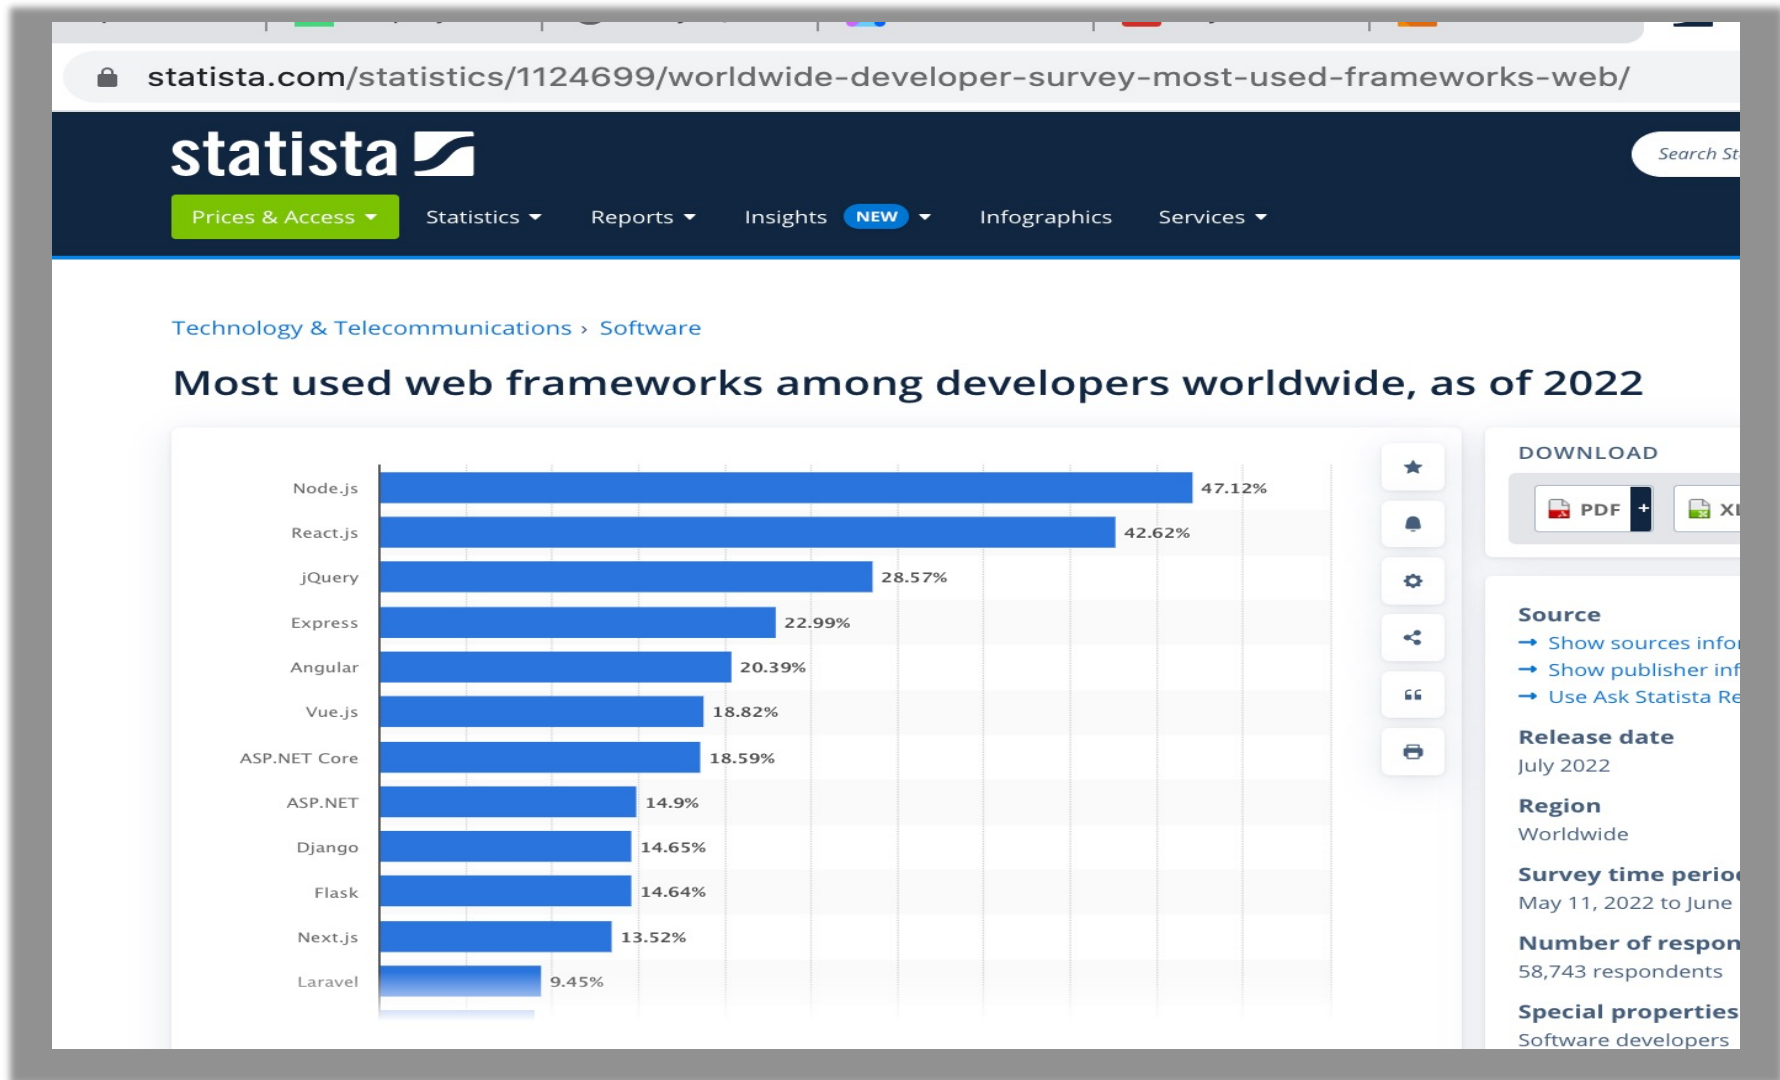 statista.com/statistics/1124699/worldwide-developer-survey-most-used-frameworks-web/
statista
Search St
Prices & Access Statistics Reports Insights NEW Infographics Services
Technology & Telecommunications › Software
Most used web frameworks among developers worldwide, as of 2022
Node.js 47.12%
React.js 42.62%
jQuery 28.57%
Express 22.99%
Angular 20.39%
Vue.js 18.82%
ASP.NET Core 18.59%
ASP.NET 14.9%
Django 14.65%
Flask 14.64%
Next.js 13.52%
Laravel 9.45%
DOWNLOAD
PDF + XL
Source
→ Show sources infor
→ Show publisher inf
→ Use Ask Statista Re
Release date
July 2022
Region
Worldwide
Survey time period
May 11, 2022 to June
Number of respon
58,743 respondents
Special properties
Software developers